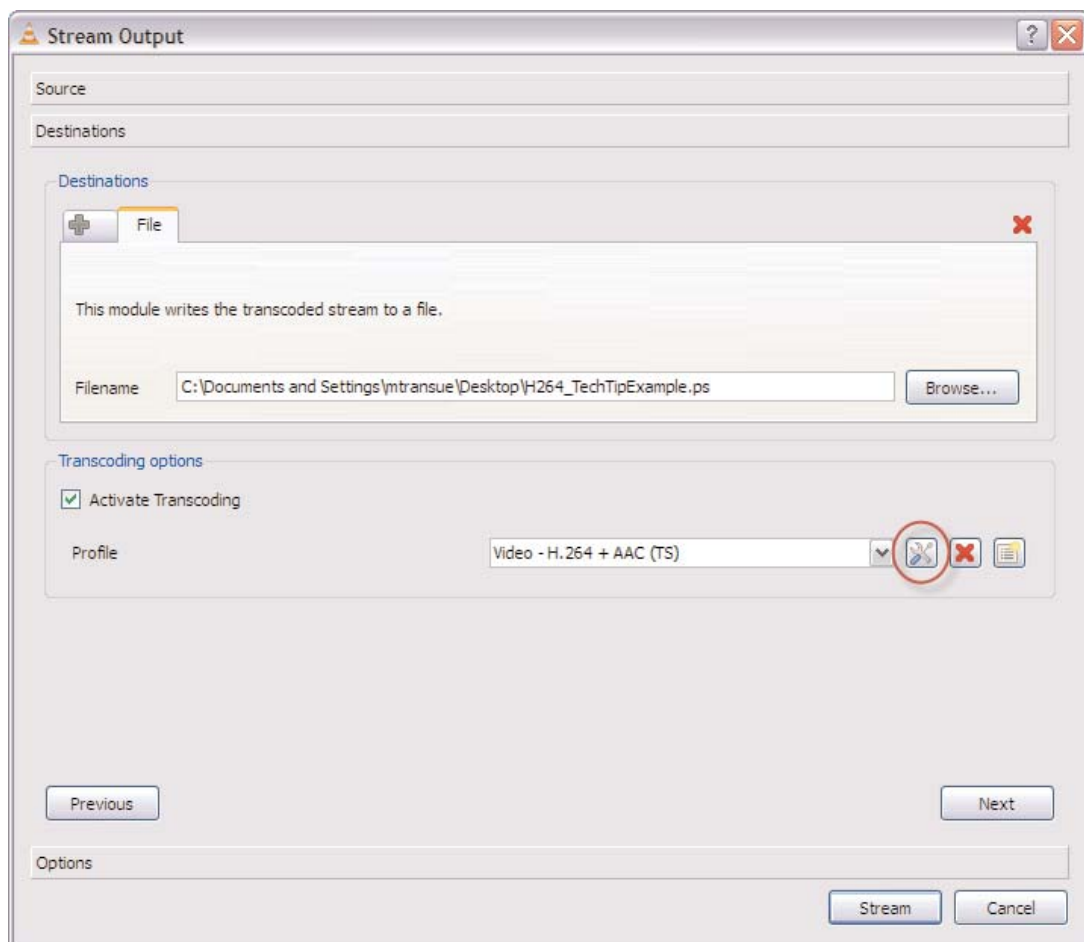 Stream Output
Source
Destinations
Destinations
File
This module writes the transcoded stream to a file.
Filename C:\Documents and Settings\mtransue\Desktop\H264_TechTipExample.ps Browse...
Transcoding options
Activate Transcoding
Profile Video - H.264 + AAC (TS)
Previous Next
Options
Stream Cancel